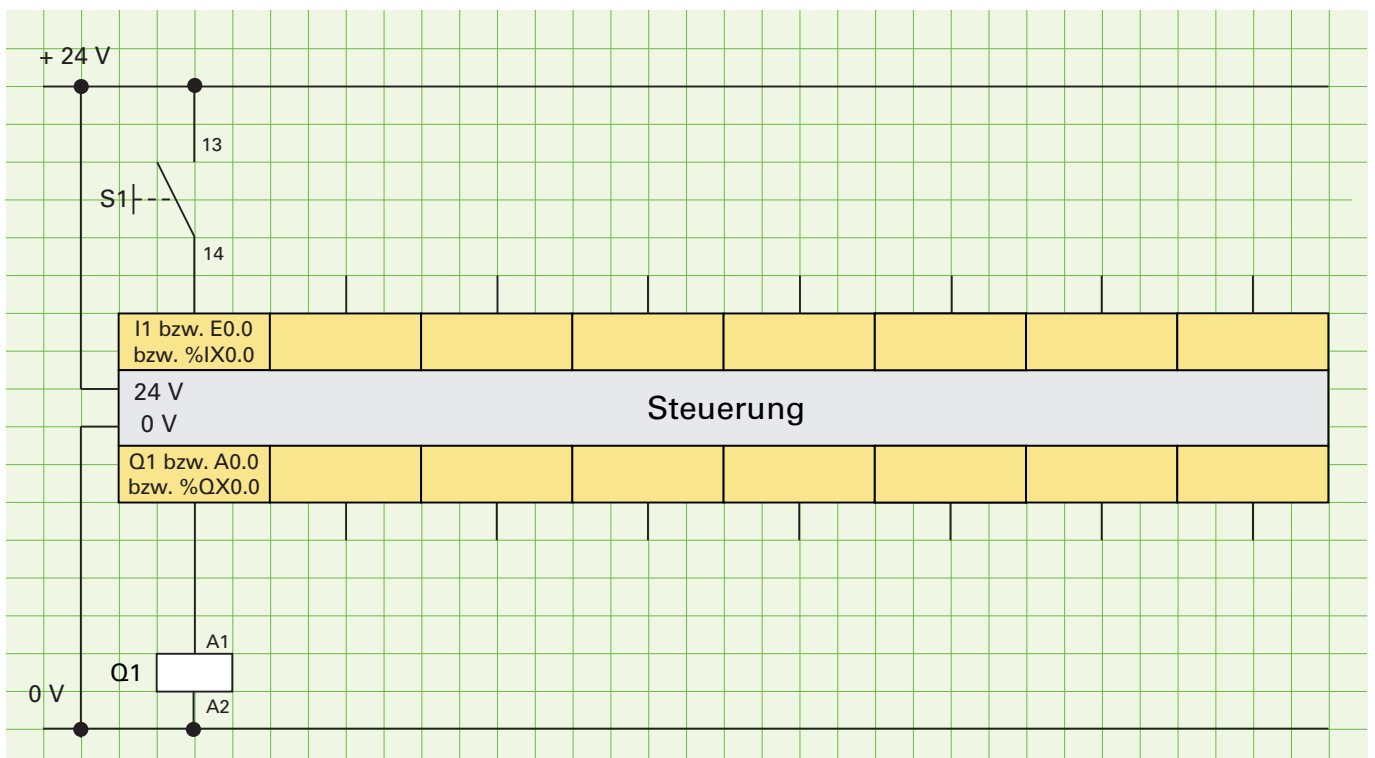 + 24 V
13
S1
14
I1 bzw. E0.0
bzw. %IX0.0
24 V
Steuerung
0 V
Q1 bzw. A0.0
bzw. %QX0.0
A1
Q1
0 V
A2